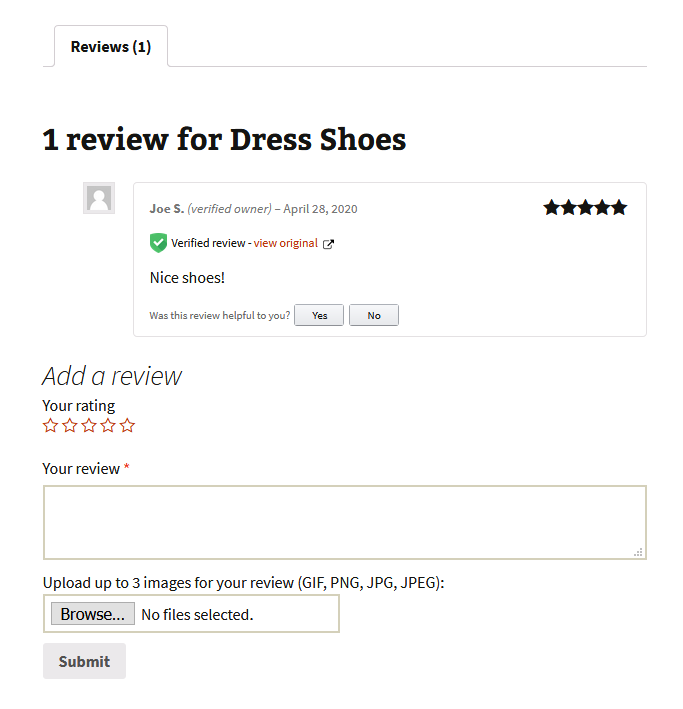 Reviews (1)
1 review for Dress Shoes
Joe S. (verified owner) – April 28, 2020
Verified review - view original
Nice shoes!
Was this review helpful to you? Yes No
Add a review
Your rating
Your review *
Upload up to 3 images for your review (GIF, PNG, JPG, JPEG):
Browse... No files selected.
Submit